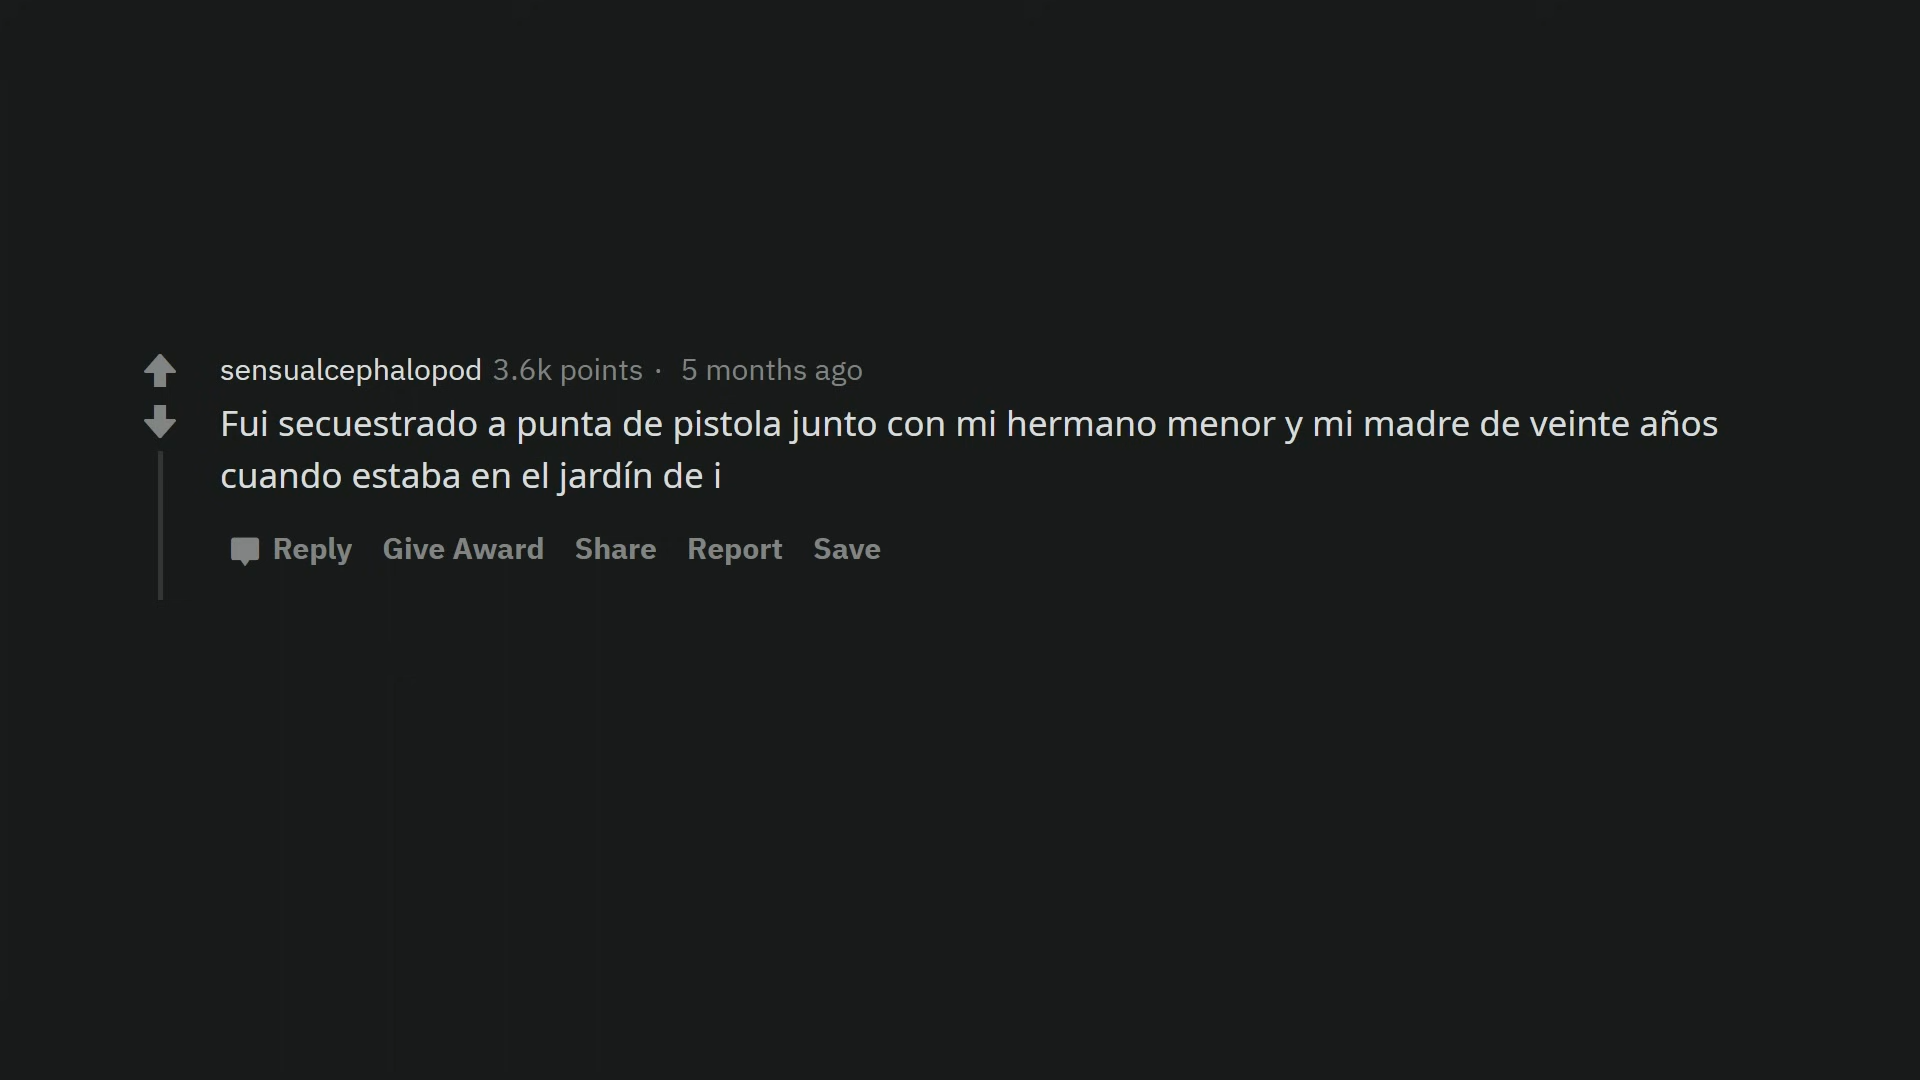 sensualcephalopod 3.6k points · 5 months ago
Fui secuestrado a punta de pistola junto con mi hermano menor y mi madre de veinte años
cuando estaba en el jardín de i
Reply Give Award Share Report Save